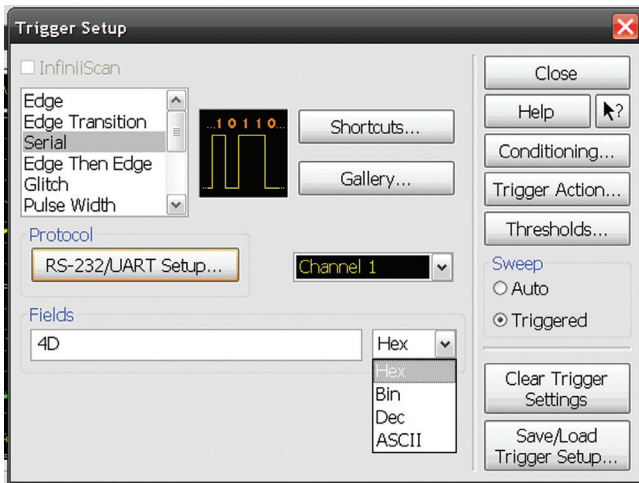 Trigger Setup
InfiniiScan
Edge
Edge Transition
Serial
Edge Then Edge
Glitch
Pulse Width
...1 0 1 1 0...
Shortcuts...
Gallery...
Protocol
RS-232/UART Setup...
Channel 1
Fields
4D
Hex
Hex
Bin
Dec
ASCII
Close
Help
?
Conditioning...
Trigger Action...
Thresholds...
Sweep
Auto
Triggered
Clear Trigger
Settings
Save/Load
Trigger Setup...